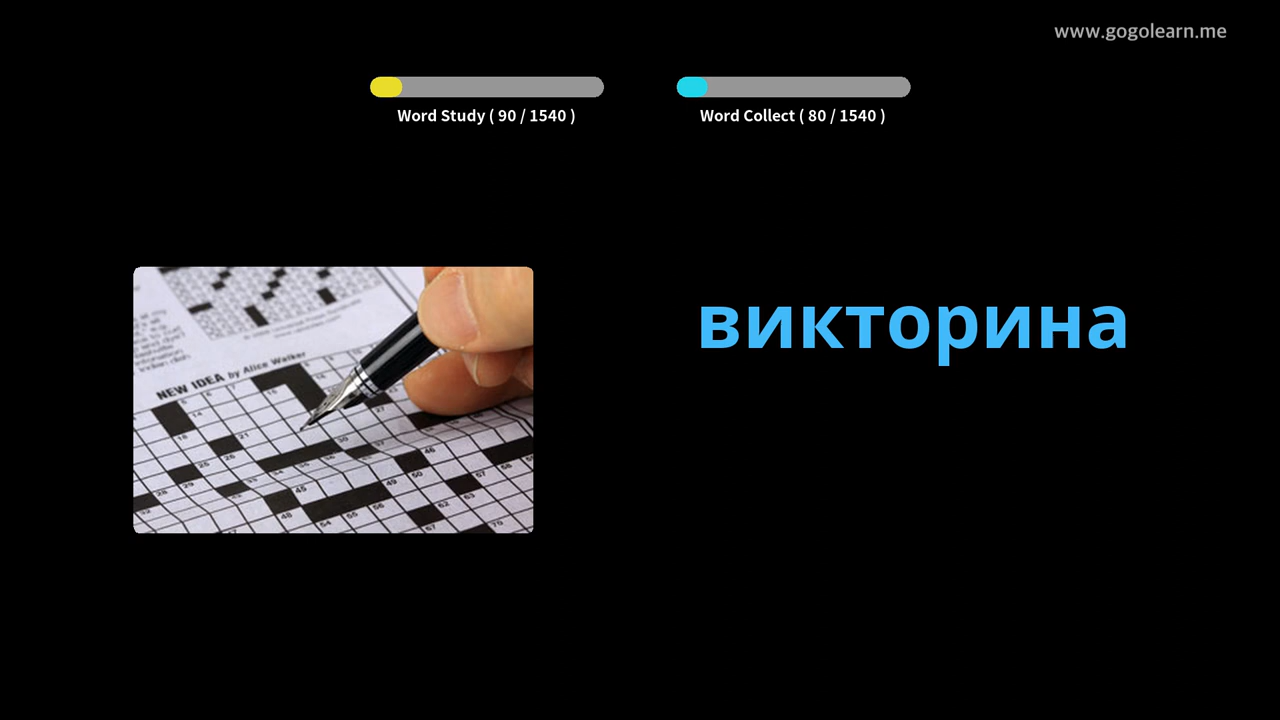 www.gogolearn.me
Word Study ( 90 / 1540 )
Word Collect ( 80 / 1540 )
викторина
NEW IDEA by Alice Walker